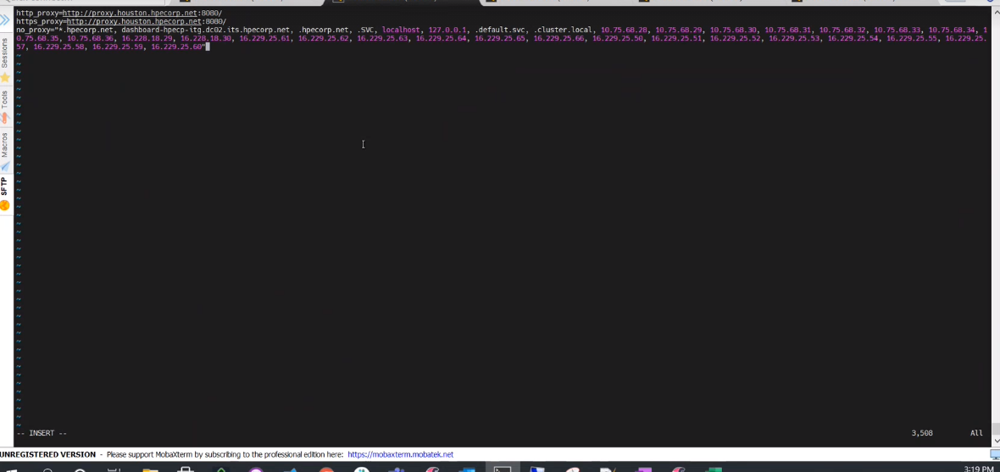 http_proxy=http://proxy.houston.hpecorp.net:8080/
https_proxy=http://proxy.houston.hpecorp.net:8080/
no_proxy="*.hpecorp.net, dashboard-hpecp-itg.dc02.its.hpecorp.net, .hpecorp.net, .SVC, localhost, 127.0.0.1, .default.svc, .cluster.local, 10.75.68.28, 10.75.68.29, 10.75.68.30, 10.75.68.31, 10.75.68.32, 10.75.68.33, 10.75.68.34, 1
0.75.68.35, 10.75.68.36, 16.228.18.29, 16.228.18.30, 16.229.25.61, 16.229.25.62, 16.229.25.63, 16.229.25.64, 16.229.25.65, 16.229.25.66, 16.229.25.50, 16.229.25.51, 16.229.25.52, 16.229.25.53, 16.229.25.54, 16.229.25.55, 16.229.25.
57, 16.229.25.58, 16.229.25.59, 16.229.25.60"
Sessions
Tools
Macros
SFTP
-- INSERT --
3,508
All
UNREGISTERED VERSION - Please support MobaXterm by subscribing to the professional edition here: https://mobaxterm.mobatek.net
3:19 PM